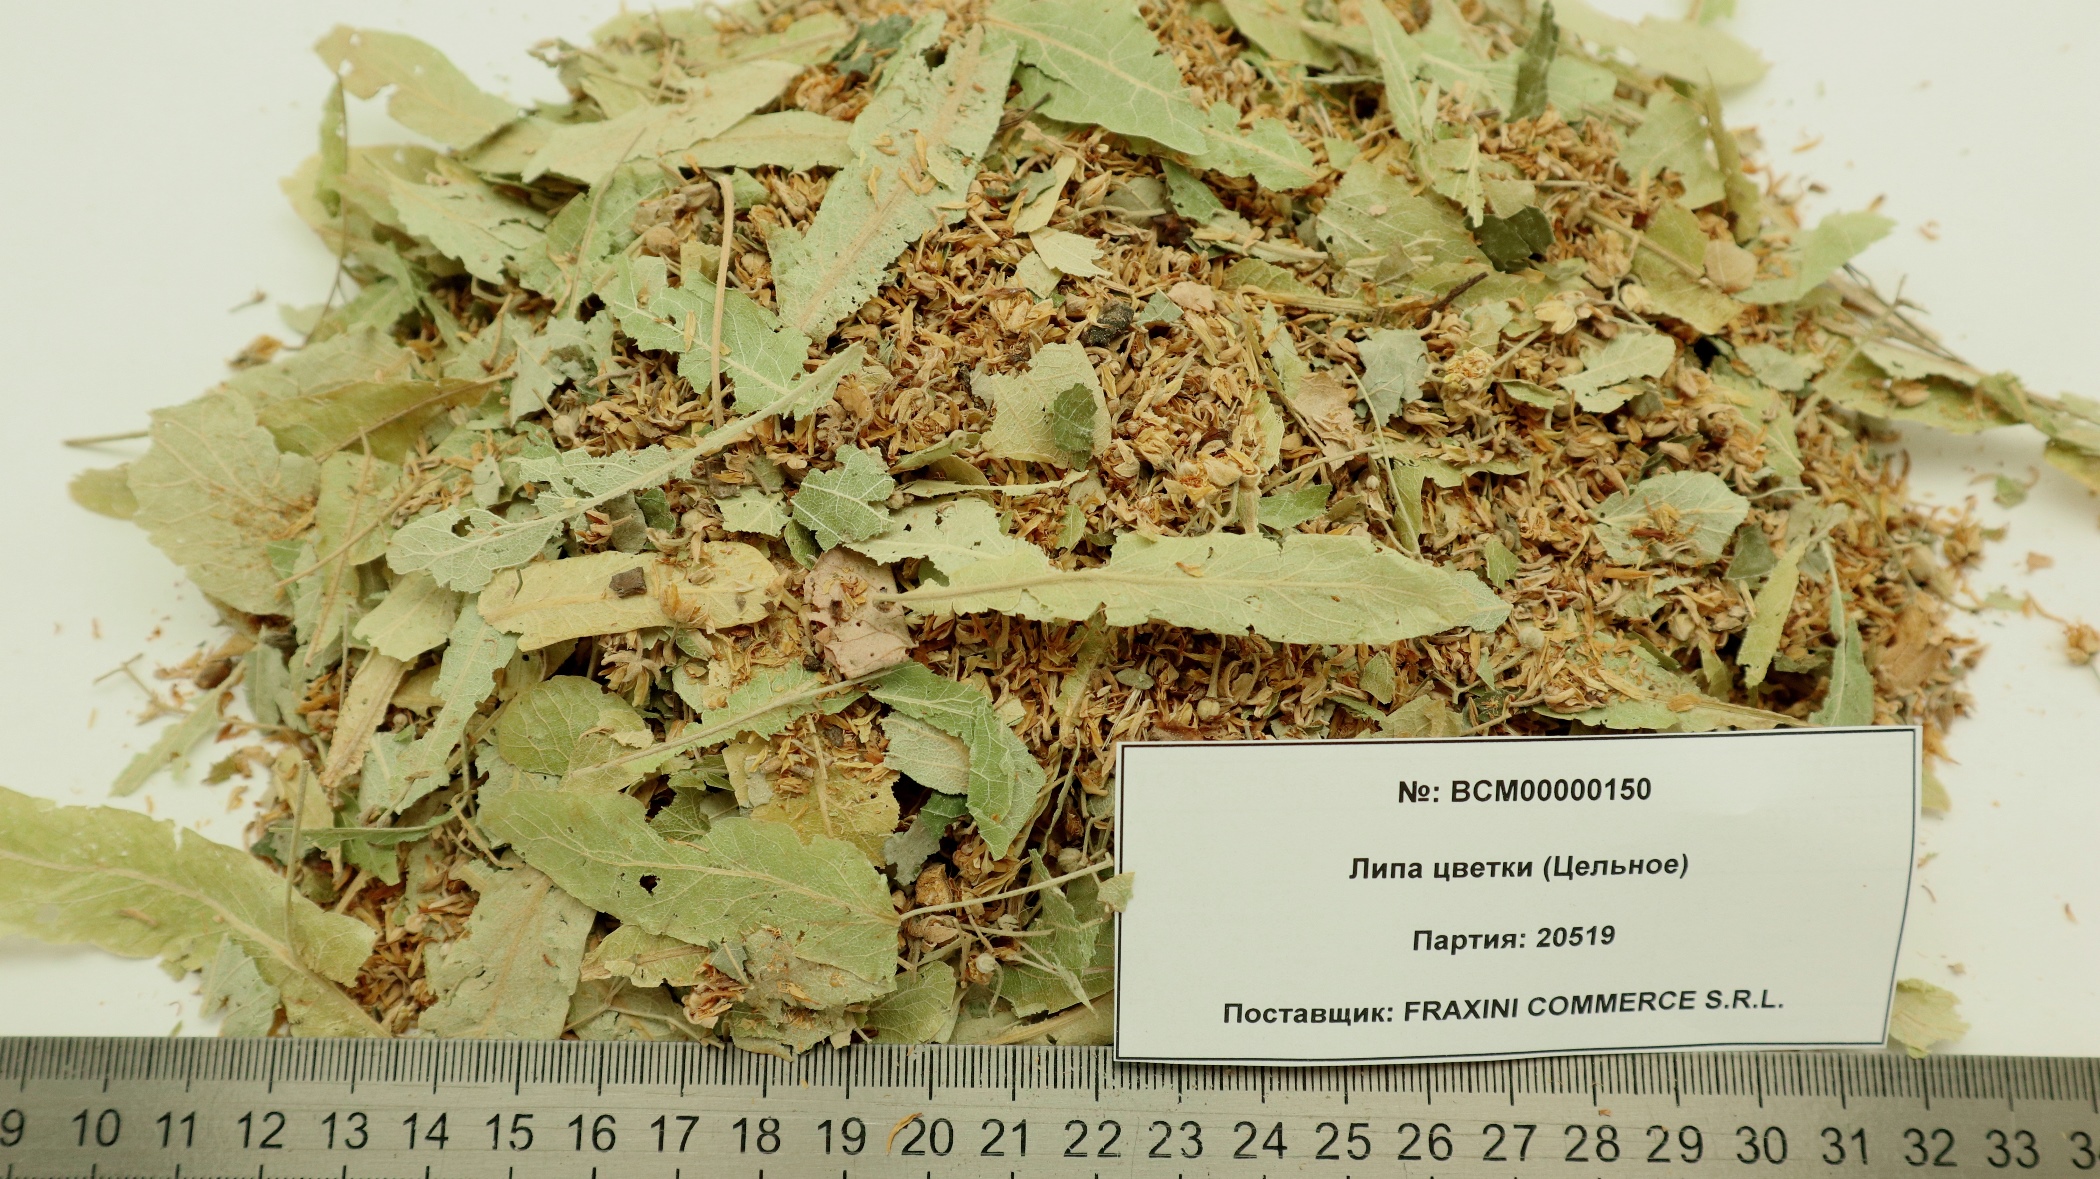 №: BCM00000150
Липа цветки (Цельное)
Партия: 20519
Поставщик: FRAXINI COMMERCE S.R.L.
9 10 11 12 13 14 15 16 17 18 19 20 21 22 23 24 25 26 27 28 29 30 31 32 33